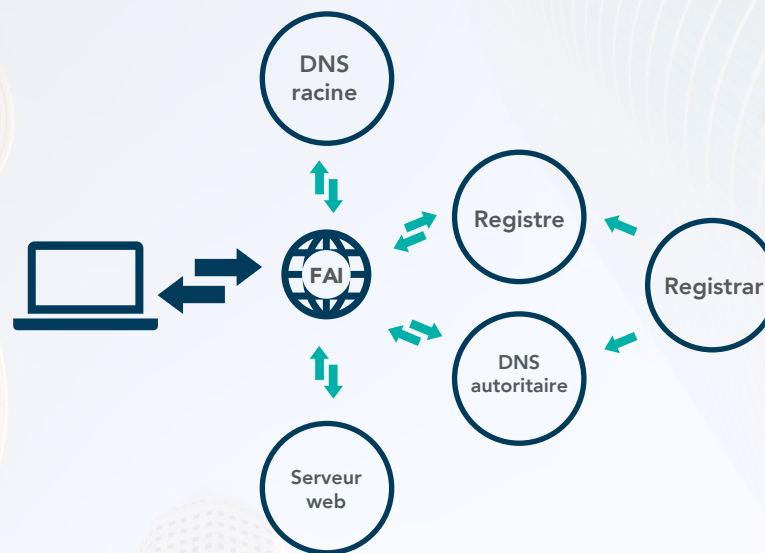 DNS
racine
Registre
FAI
Registrar
DNS
autoritaire
Serveur
web